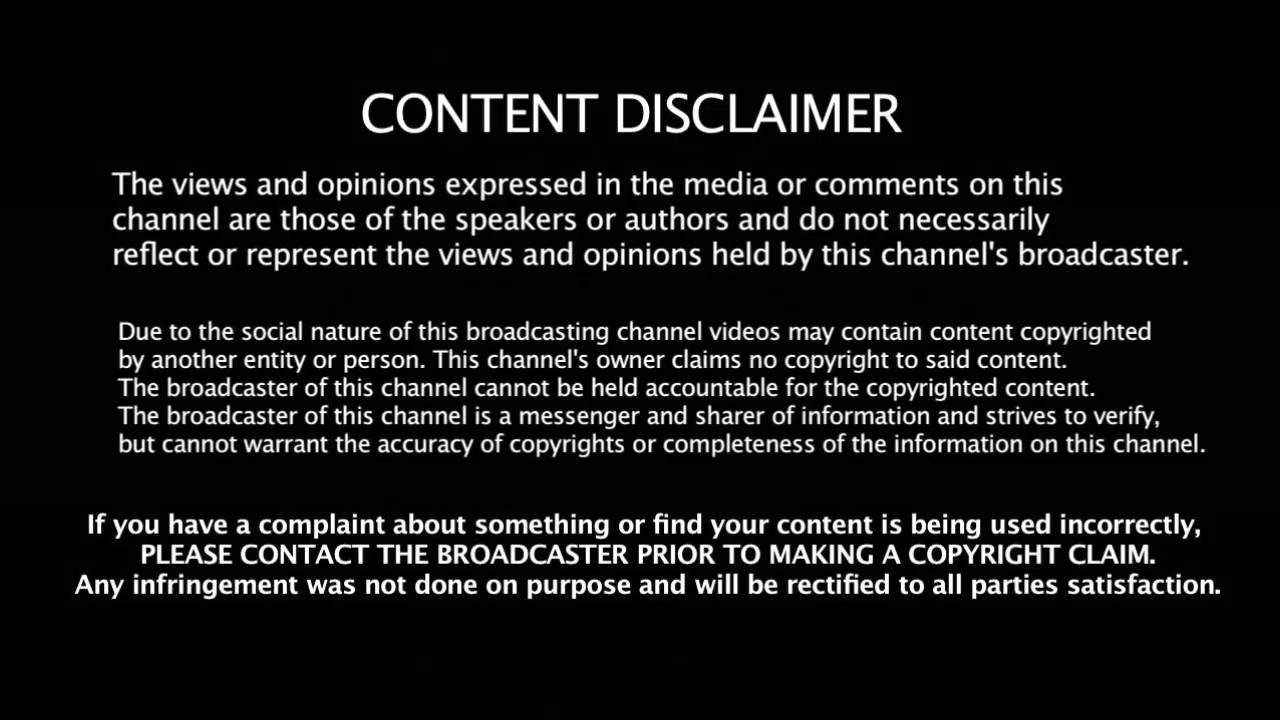 CONTENT DISCLAIMER
The views and opinions expressed in the media or comments on this
channel are those of the speakers or authors and do not necessarily
reflect or represent the views and opinions held by this channel's broadcaster.
Due to the social nature of this broadcasting channel videos may contain content copyrighted
by another entity or person. This channel's owner claims no copyright to said content.
The broadcaster of this channel cannot be held accountable for the copyrighted content.
The broadcaster of this channel is a messenger and sharer of information and strives to verify,
but cannot warrant the accuracy of copyrights or completeness of the information on this channel.
If you have a complaint about something or find your content is being used incorrectly,
PLEASE CONTACT THE BROADCASTER PRIOR TO MAKING A COPYRIGHT CLAIM.
Any infringement was not done on purpose and will be rectified to all parties satisfaction.